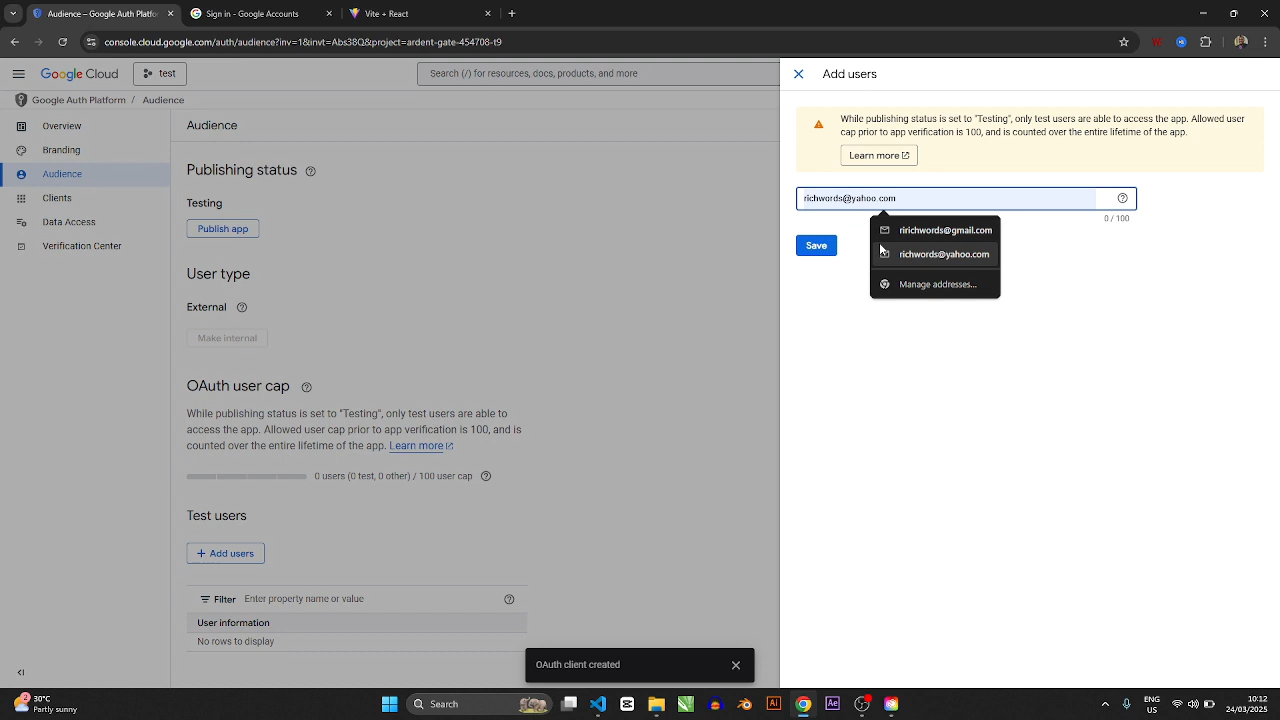 Audience – Google Auth Platfo
Sign in - Google Accounts
Vite + React
console.cloud.google.com/auth/audience?inv=1&invt=Abs38Q&project=ardent-gate-454708-t9
Google Cloud
test
Search (/) for resources, docs, products, and more
Google Auth Platform / Audience
Overview
Branding
Audience
Clients
Data Access
Verification Center
Audience
Publishing status
Testing
Publish app
User type
External
Make internal
OAuth user cap
While publishing status is set to "Testing", only test users are able to
access the app. Allowed user cap prior to app verification is 100, and is
counted over the entire lifetime of the app. Learn more
0 users (0 test, 0 other) / 100 user cap
Test users
+ Add users
Filter Enter property name or value
User information
No rows to display
OAuth client created
Add users
While publishing status is set to "Testing", only test users are able to access the app. Allowed user
cap prior to app verification is 100, and is counted over the entire lifetime of the app.
Learn more
richwords@yahoo.com
0 / 100
Save
ririchwords@gmail.com
richwords@yahoo.com
Manage addresses...
2
30°C
Partly sunny
Search
Ai
Ae
ENG
US
10:12
24/03/2025